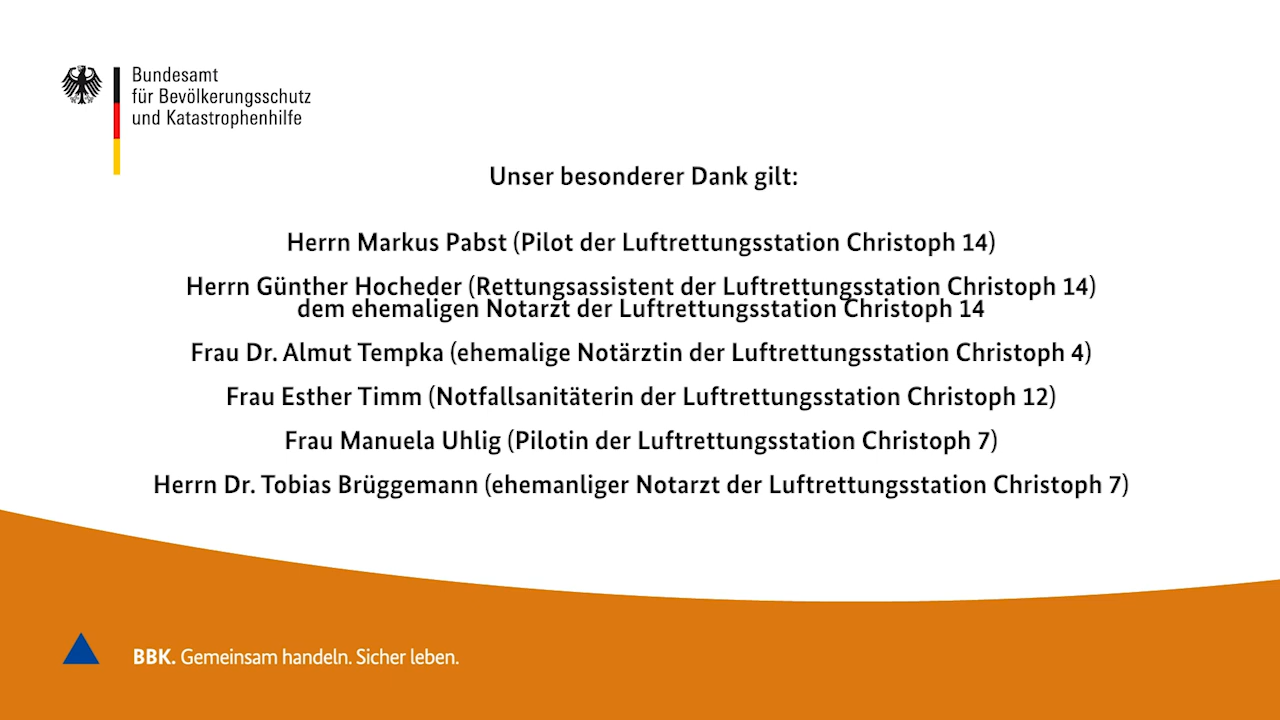 Bundesamt
für Bevölkerungsschutz
und Katastrophenhilfe
Unser besonderer Dank gilt:
Herrn Markus Pabst (Pilot der Luftrettungsstation Christoph 14)
Herrn Günther Hocheder (Rettungsassistent der Luftrettungsstation Christoph 14)
dem ehemaligen Notarzt der Luftrettungsstation Christoph 14
Frau Dr. Almut Tempka (ehemalige Notärztin der Luftrettungsstation Christoph 4)
Frau Esther Timm (Notfallsanitäterin der Luftrettungsstation Christoph 12)
Frau Manuela Uhlig (Pilotin der Luftrettungsstation Christoph 7)
Herrn Dr. Tobias Brüggemann (ehemanliger Notarzt der Luftrettungsstation Christoph 7)
BBK. Gemeinsam handeln. Sicher leben.